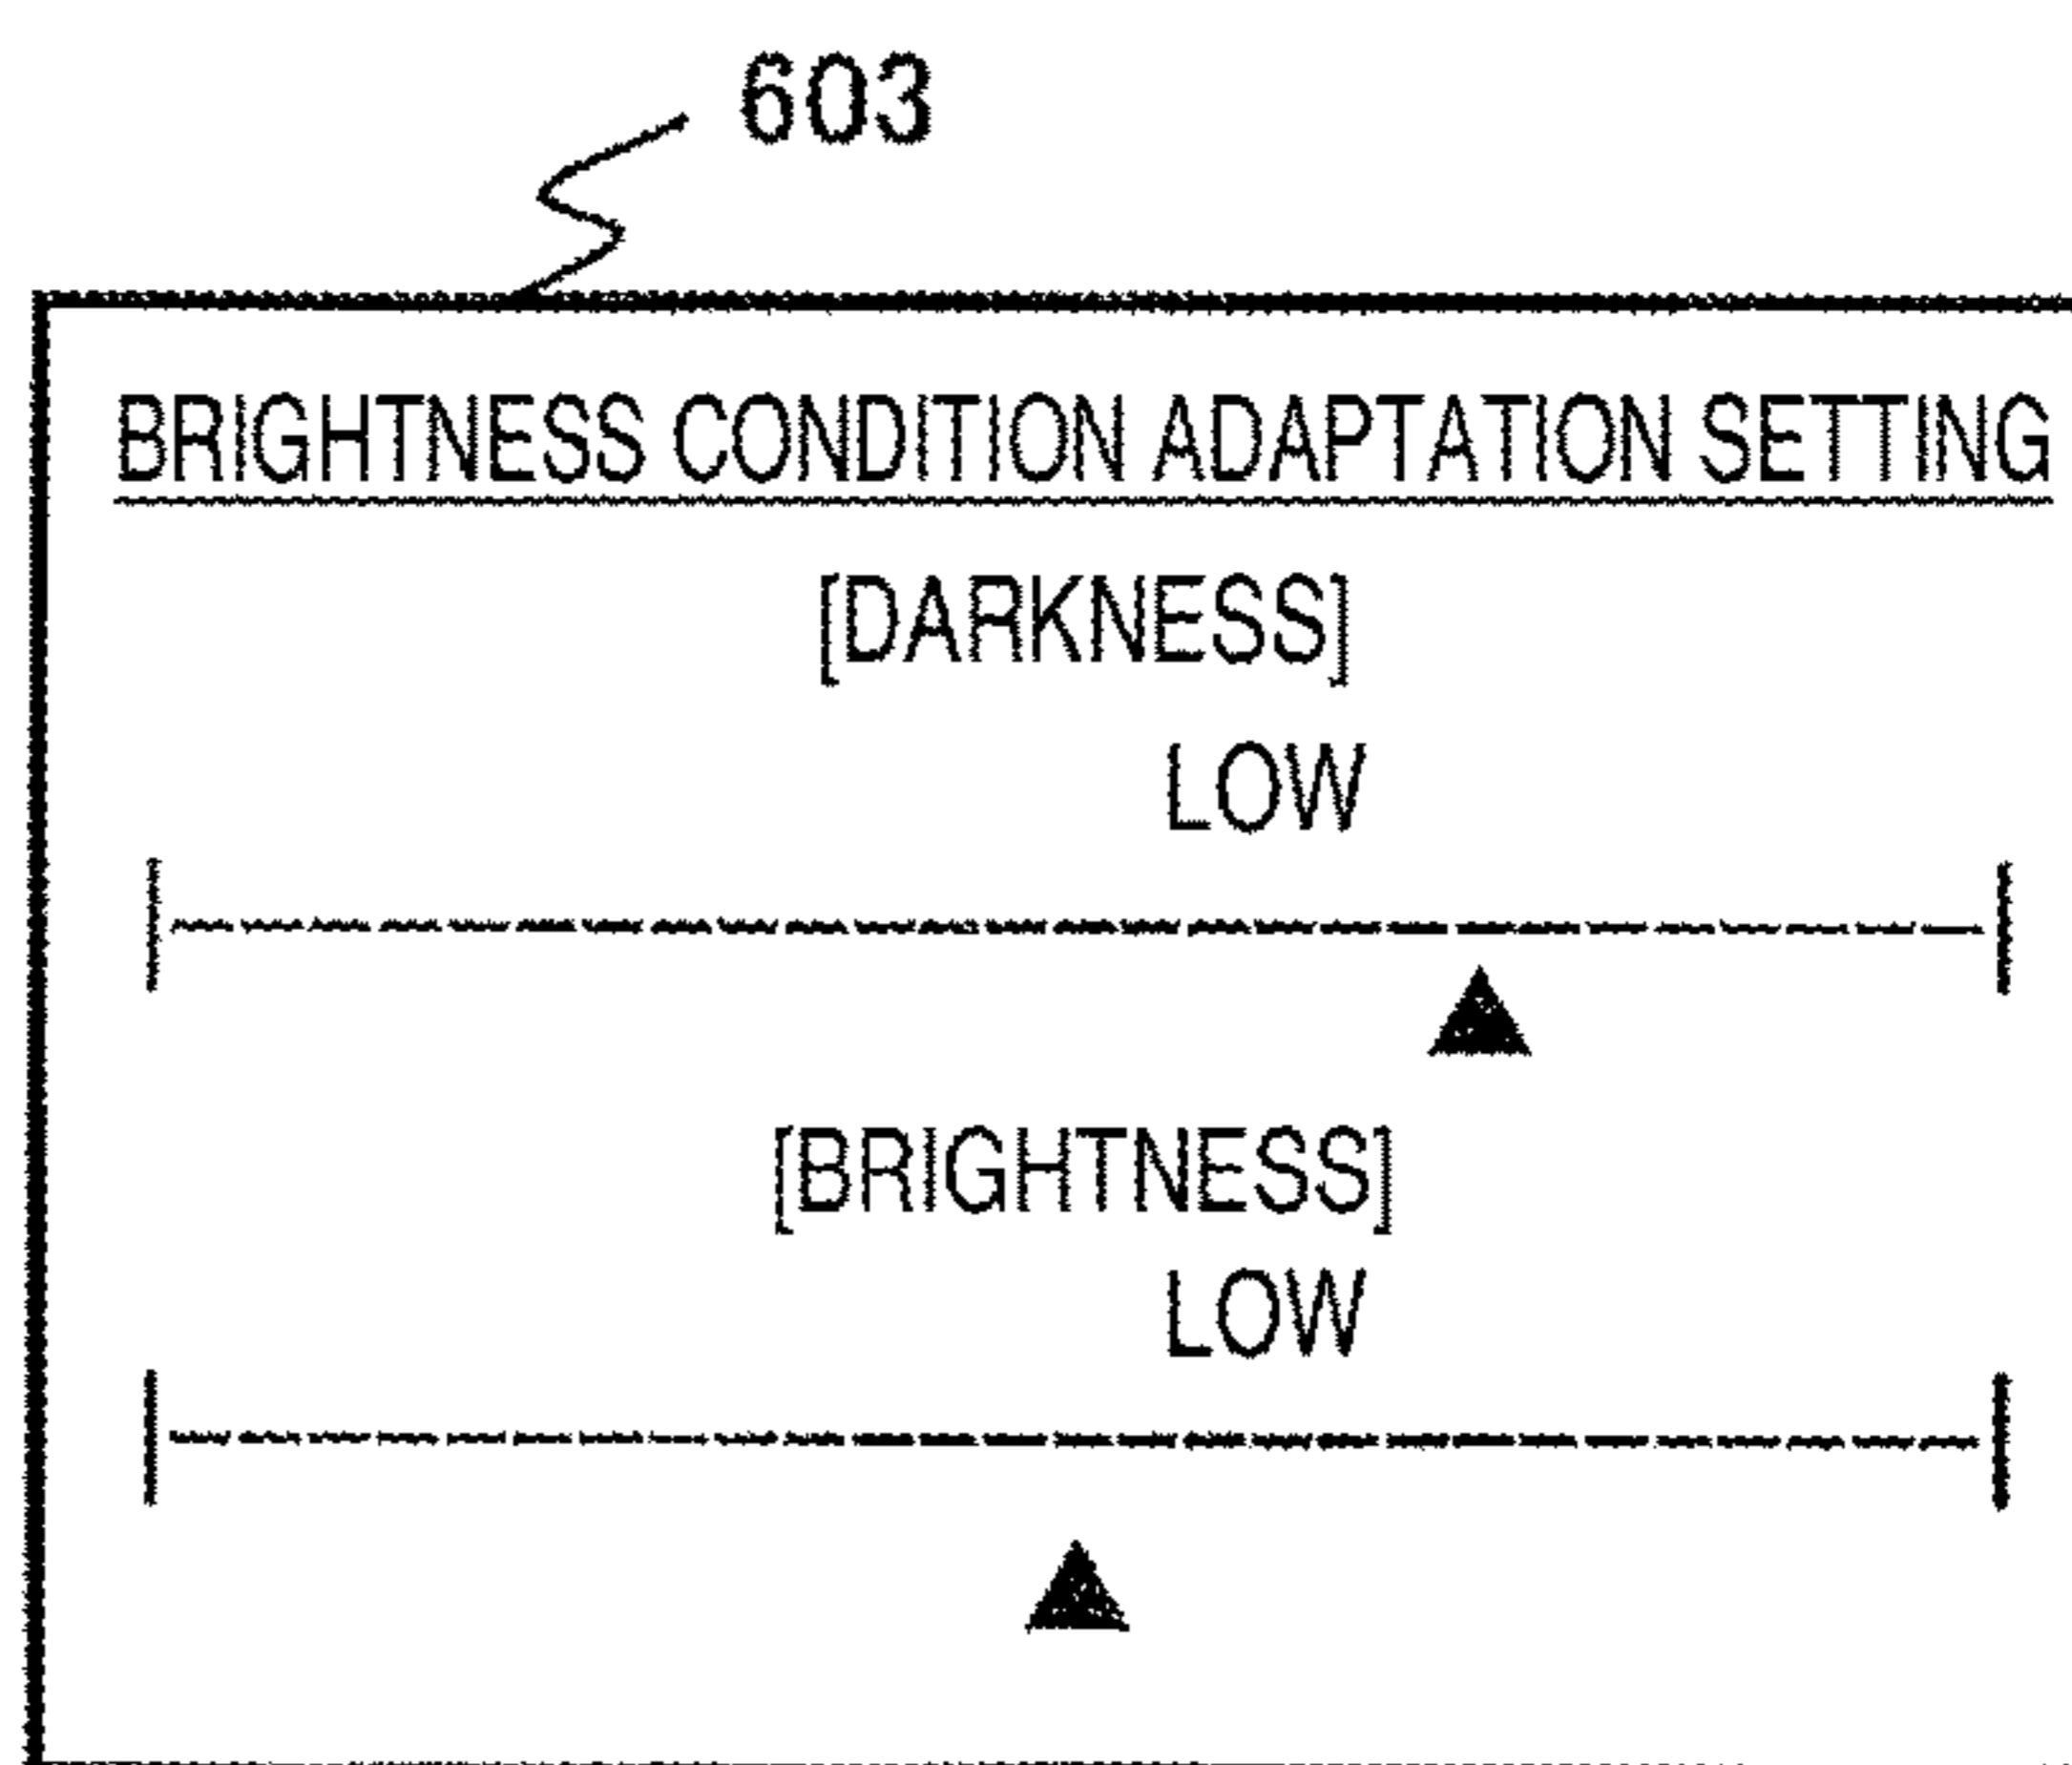 603
BRIGHTNESS CONDITION ADAPTATION SETTING
[DARKNESS]
LOW
[BRIGHTNESS]
LOW